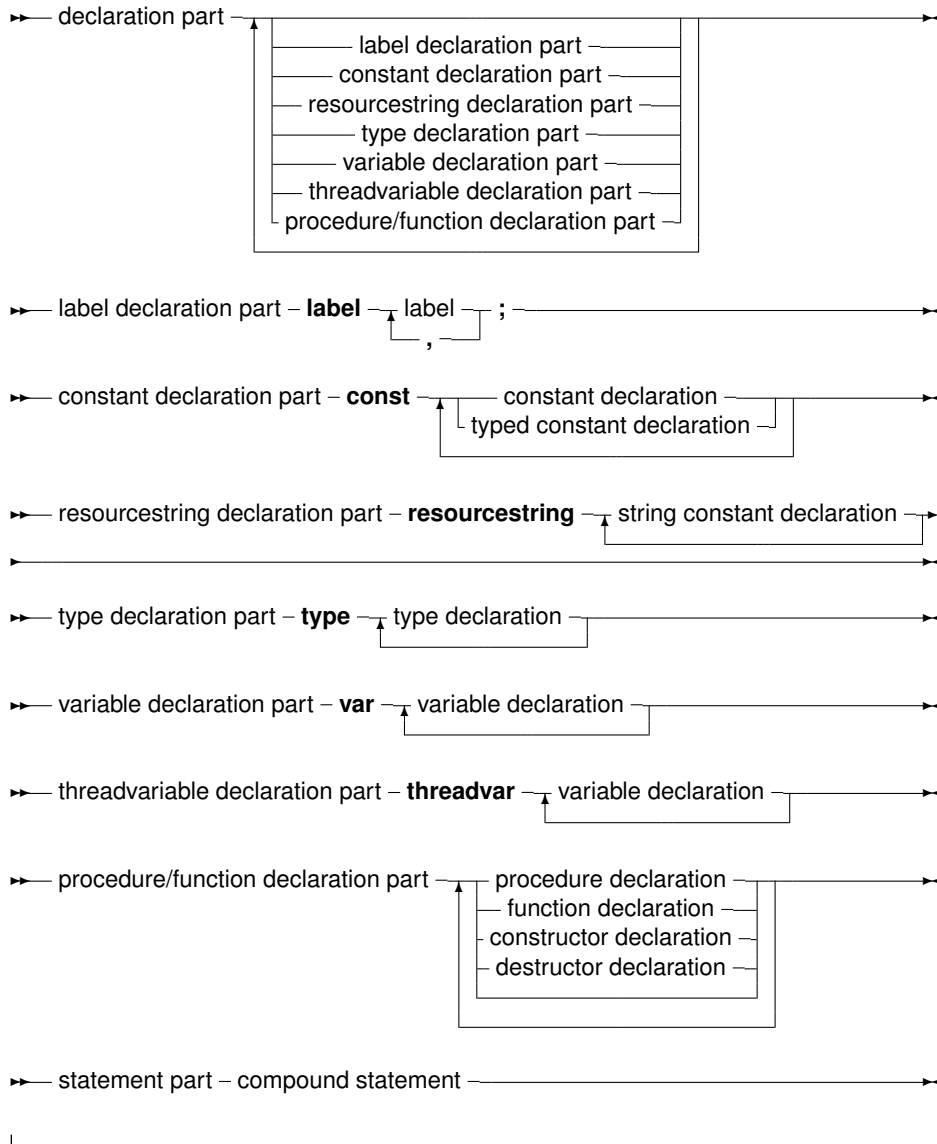 declaration part
label declaration part
constant declaration part
resourcestring declaration part
type declaration part
variable declaration part
threadvariable declaration part
procedure/function declaration part
label declaration part label label ;
,
constant declaration part const constant declaration
typed constant declaration
resourcestring declaration part resourcestring string constant declaration
type declaration part type type declaration
variable declaration part var variable declaration
threadvariable declaration part threadvar variable declaration
procedure/function declaration part procedure declaration
function declaration
constructor declaration
destructor declaration
statement part compound statement